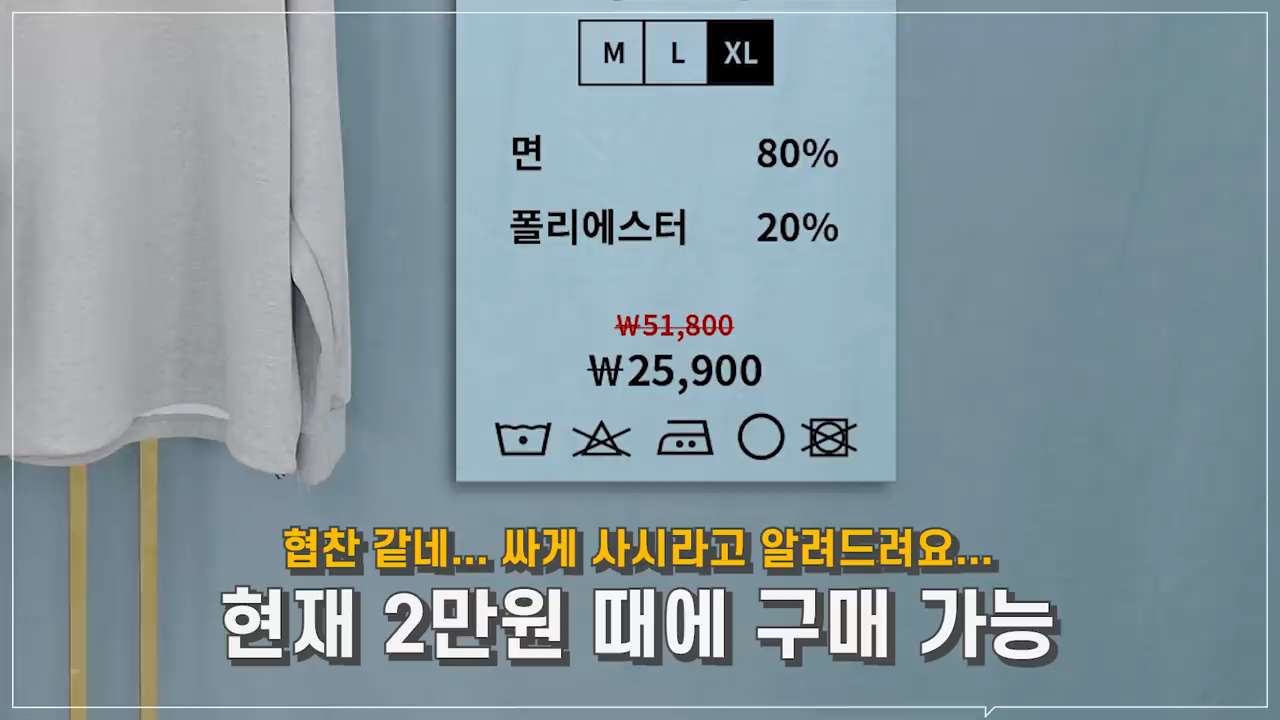 M L XL
면 80%
폴리에스터 20%
₩51,800
₩25,900
협찬 같네... 싸게 사시라고 알려드려요...
현재 2만원 때에 구매 가능